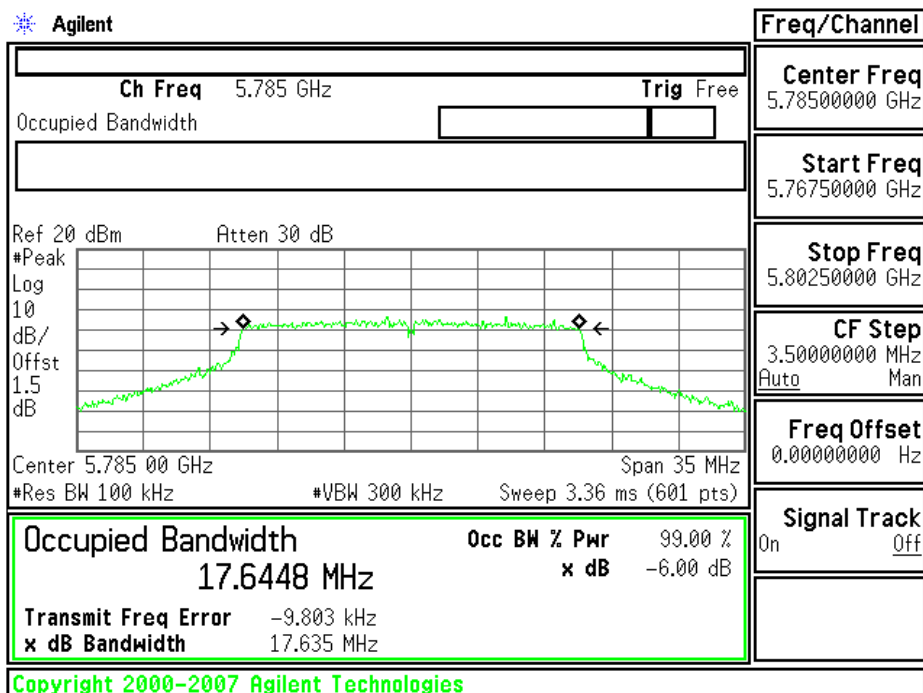 Agilent
Freq/Channel
Ch Freq 5.785 GHz Trig Free
Occupied Bandwidth
Center Freq
5.78500000 GHz
Start Freq
5.76750000 GHz
Stop Freq
5.80250000 GHz
CF Step
3.50000000 MHz
Auto Man
Freq Offset
0.00000000 Hz
Signal Track
On Off
Ref 20 dBm Atten 30 dB
#Peak
Log
10
dB/
Offst
1.5
dB
Center 5.785 00 GHz Span 35 MHz
#Res BW 100 kHz #VBW 300 kHz Sweep 3.36 ms (601 pts)
Occupied Bandwidth Occ BW % Pwr 99.00 %
17.6448 MHz x dB -6.00 dB
Transmit Freq Error -9.803 kHz
x dB Bandwidth 17.635 MHz
Copyright 2000-2007 Agilent Technologies